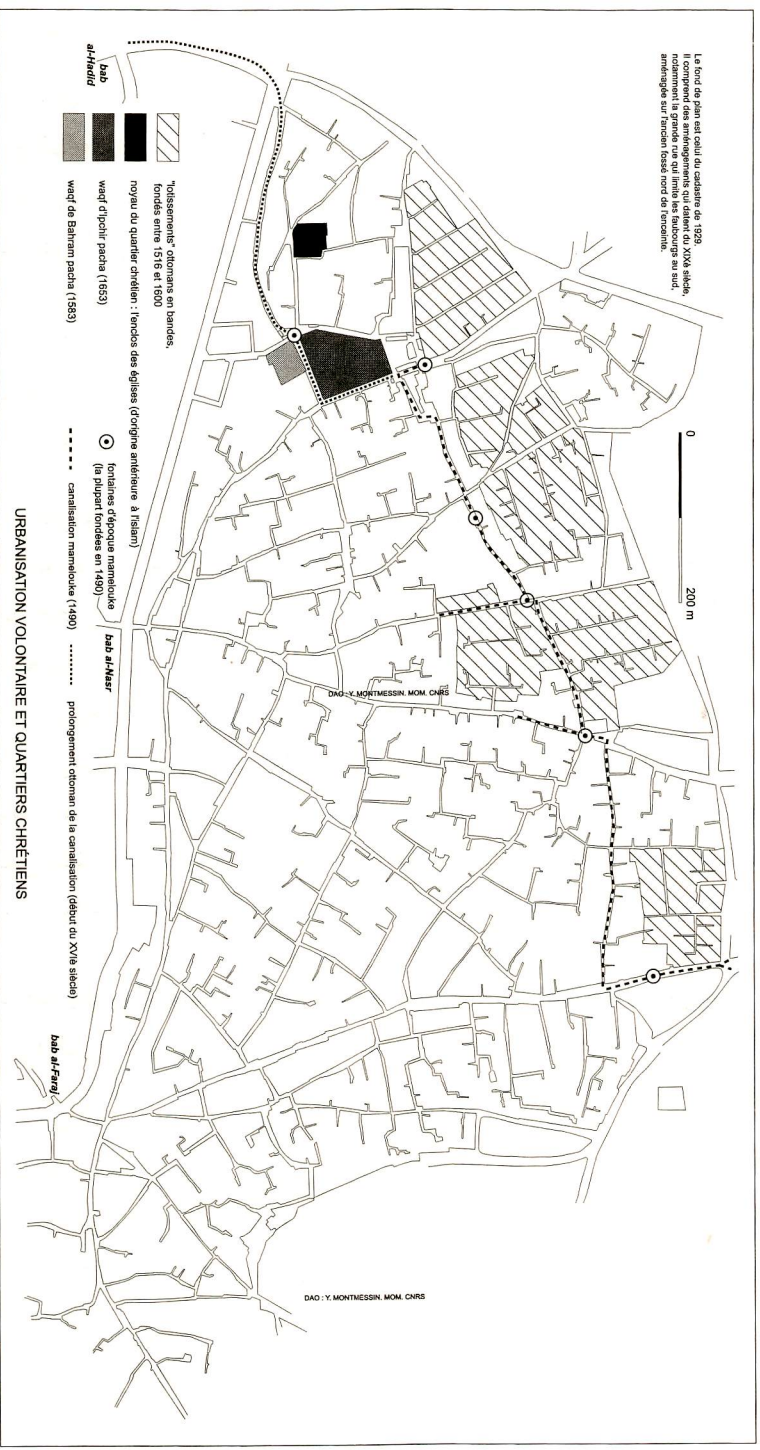 Le fond de plan est celui du cadastre de 1929.
Il comprend des aménagements qui datent du XIXè siècle,
notamment la grande rue qui limite les faubourgs au sud,
aménagée sur l'ancien fossé nord de l'enceinte.
0
200 m
DAO : Y. MONTMESSIN. MOM. CNRS
DAO : Y. MONTMESSIN. MOM. CNRS
bab
al-Hadid
bab al-Nasr
bab al-Faraj
"lotissements" ottomans en bandes,
fondés entre 1516 et 1600
noyau du quartier chrétien : l'enclos des églises (d'origine antérieure à l'islam)
waqf d'Ipchir pacha (1653)
waqf de Bahram pacha (1583)
fontaines d'époque mamelouke
(la plupart fondées en 1490)
canalisation mamelouke (1490)
prolongement ottoman de la canalisation (début du XVIè siècle)
URBANISATION VOLONTAIRE ET QUARTIERS CHRÉTIENS